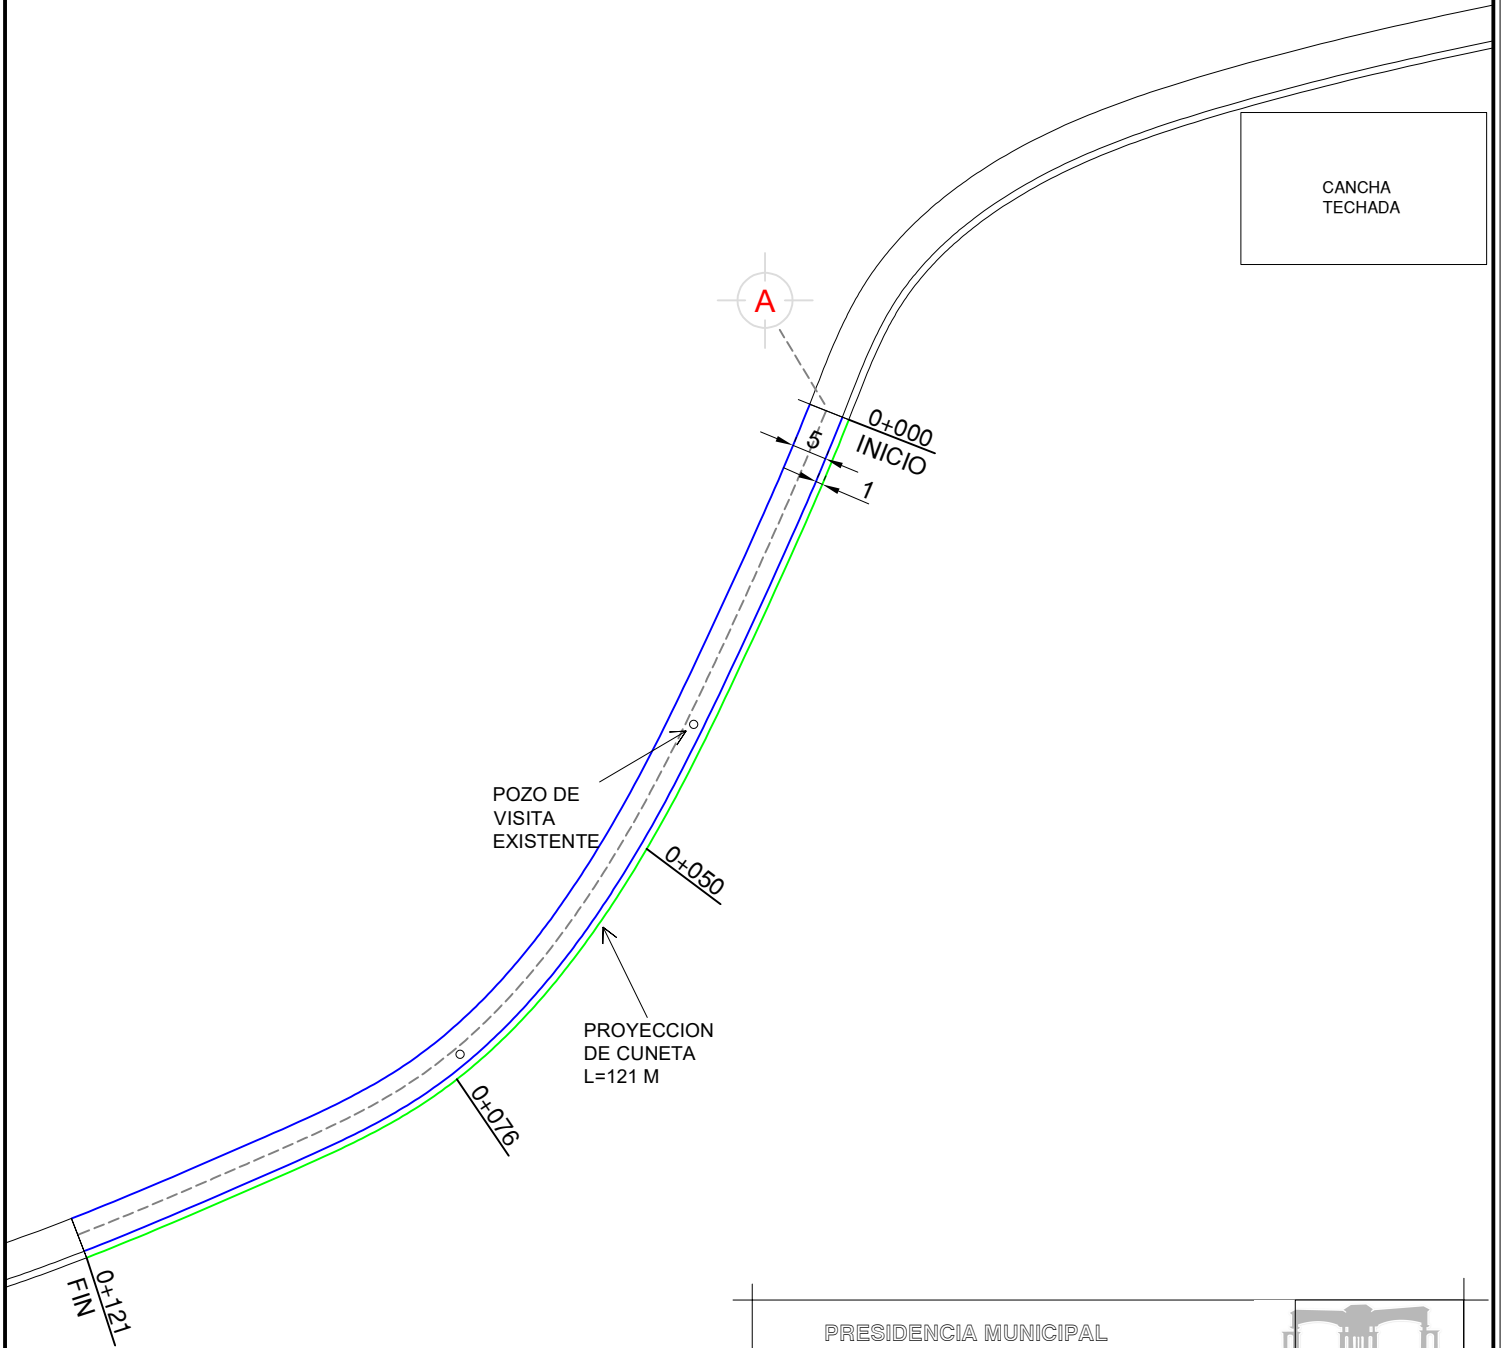 CANCHA
TECHADA
A
0+000
INICIO
5
1
POZO DE
VISITA
EXISTENTE
0+050
PROYECCION
DE CUNETA
L=121 M
0+076
0+121
FIN
PRESIDENCIA MUNICIPAL